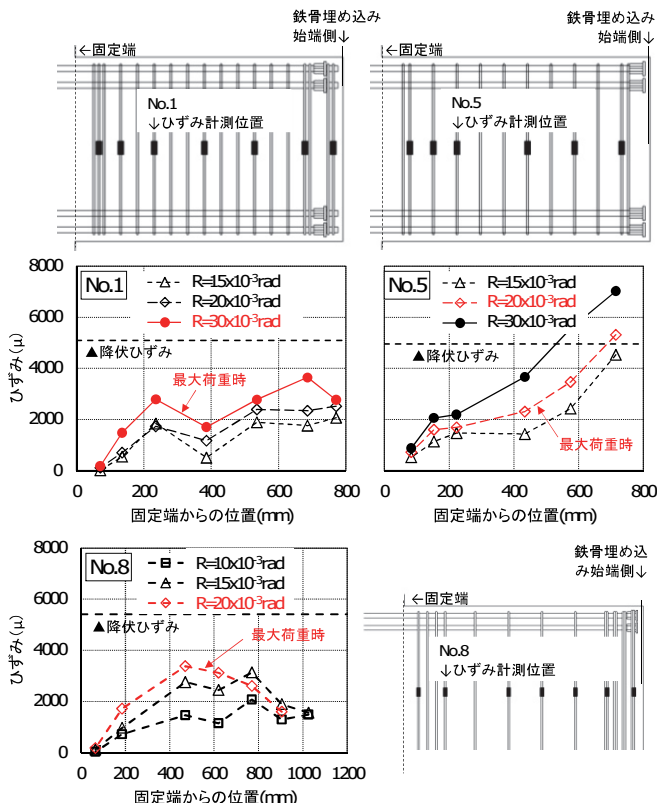 鉄骨埋め込み
始端側↓
←固定端
No.1
↓ひずみ計測位置
鉄骨埋め込み
始端側↓
←固定端
No.5
↓ひずみ計測位置
No.1
R=15x10⁻³rad
R=20x10⁻³rad
R=30x10⁻³rad
▲降伏ひずみ
最大荷重時
ひずみ(μ)
8000
6000
4000
2000
0
0 200 400 600 800
固定端からの位置(mm)
No.5
R=15x10⁻³rad
R=20x10⁻³rad
R=30x10⁻³rad
▲降伏ひずみ
最大荷重時
0 200 400 600 800
固定端からの位置(mm)
No.8
R=10x10⁻³rad
R=15x10⁻³rad
R=20x10⁻³rad
▲降伏ひずみ
最大荷重時
ひずみ(μ)
8000
6000
4000
2000
0
0 200 400 600 800 1000 1200
固定端からの位置(mm)
鉄骨埋め込
み始端側↓
←固定端
No.8
↓ひずみ計測位置